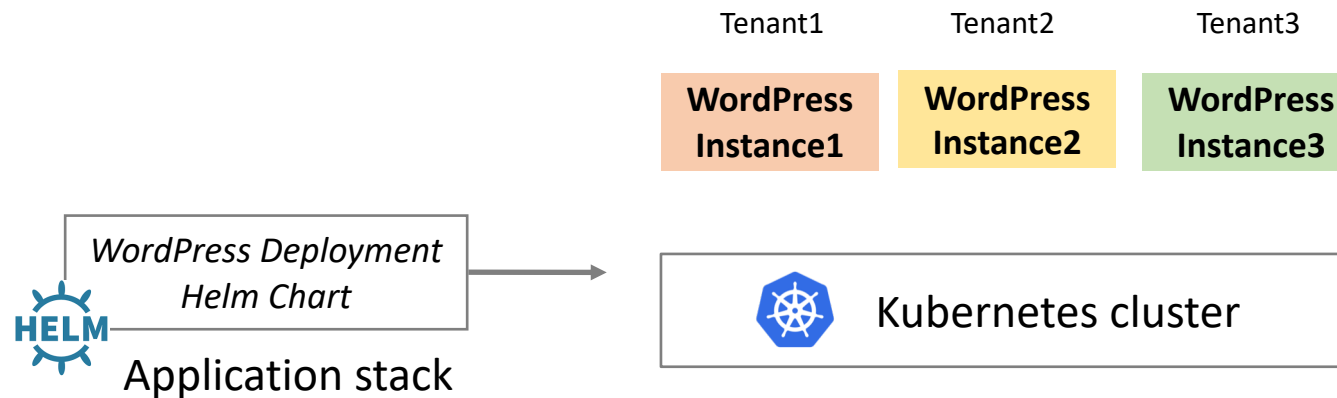 Tenant1 Tenant2 Tenant3
WordPress WordPress WordPress
Instance1 Instance2 Instance3
WordPress Deployment
Helm Chart
HELM
Application stack
Kubernetes cluster